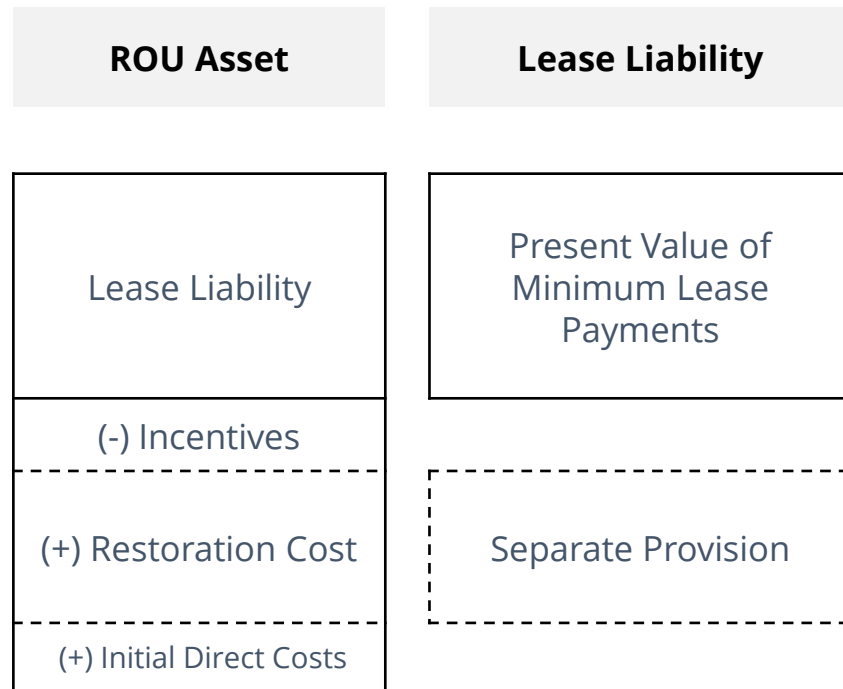 ROU Asset
Lease Liability
Lease Liability
Present Value of
Minimum Lease
Payments
(-) Incentives
(+) Restoration Cost
Separate Provision
(+) Initial Direct Costs